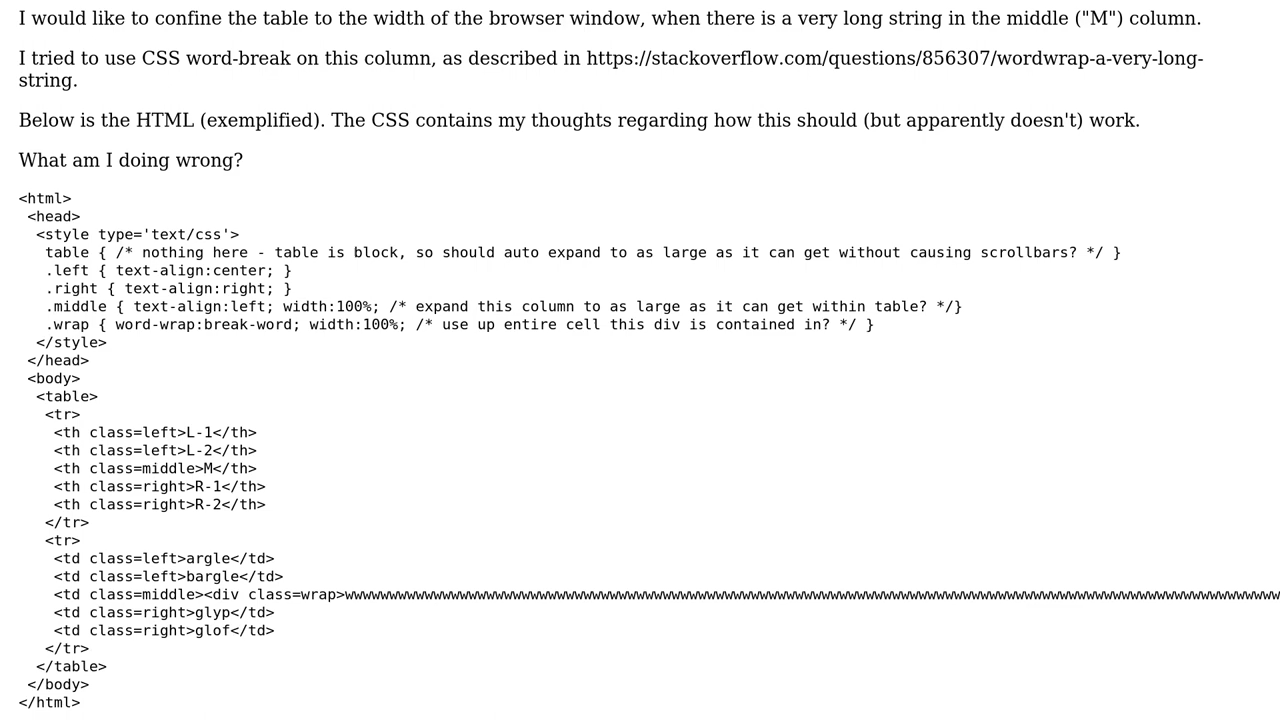 I would like to confine the table to the width of the browser window, when there is a very long string in the middle ("M") column.
I tried to use CSS word-break on this column, as described in https://stackoverflow.com/questions/856307/wordwrap-a-very-long-
string.
Below is the HTML (exemplified). The CSS contains my thoughts regarding how this should (but apparently doesn't) work.
What am I doing wrong?
<html>
 <head>
  <style type='text/css'>
   table { /* nothing here - table is block, so should auto expand to as large as it can get without causing scrollbars? */ }
   .left { text-align:center; }
   .right { text-align:right; }
   .middle { text-align:left; width:100%; /* expand this column to as large as it can get within table? */}
   .wrap { word-wrap:break-word; width:100%; /* use up entire cell this div is contained in? */ }
  </style>
 </head>
 <body>
  <table>
   <tr>
    <th class=left>L-1</th>
    <th class=left>L-2</th>
    <th class=middle>M</th>
    <th class=right>R-1</th>
    <th class=right>R-2</th>
   </tr>
   <tr>
    <td class=left>argle</td>
    <td class=left>bargle</td>
    <td class=middle><div class=wrap>wwwwwwwwwwwwwwwwwwwwwwwwwwwwwwwwwwwwwwwwwwwwwwwwwwwwwwwwwwwwwwwwwwwwwwwwwwwwwwwwwwwwwwwwwwwwwwwwwwwwwwwwww
    <td class=right>glyp</td>
    <td class=right>glof</td>
   </tr>
  </table>
 </body>
</html>